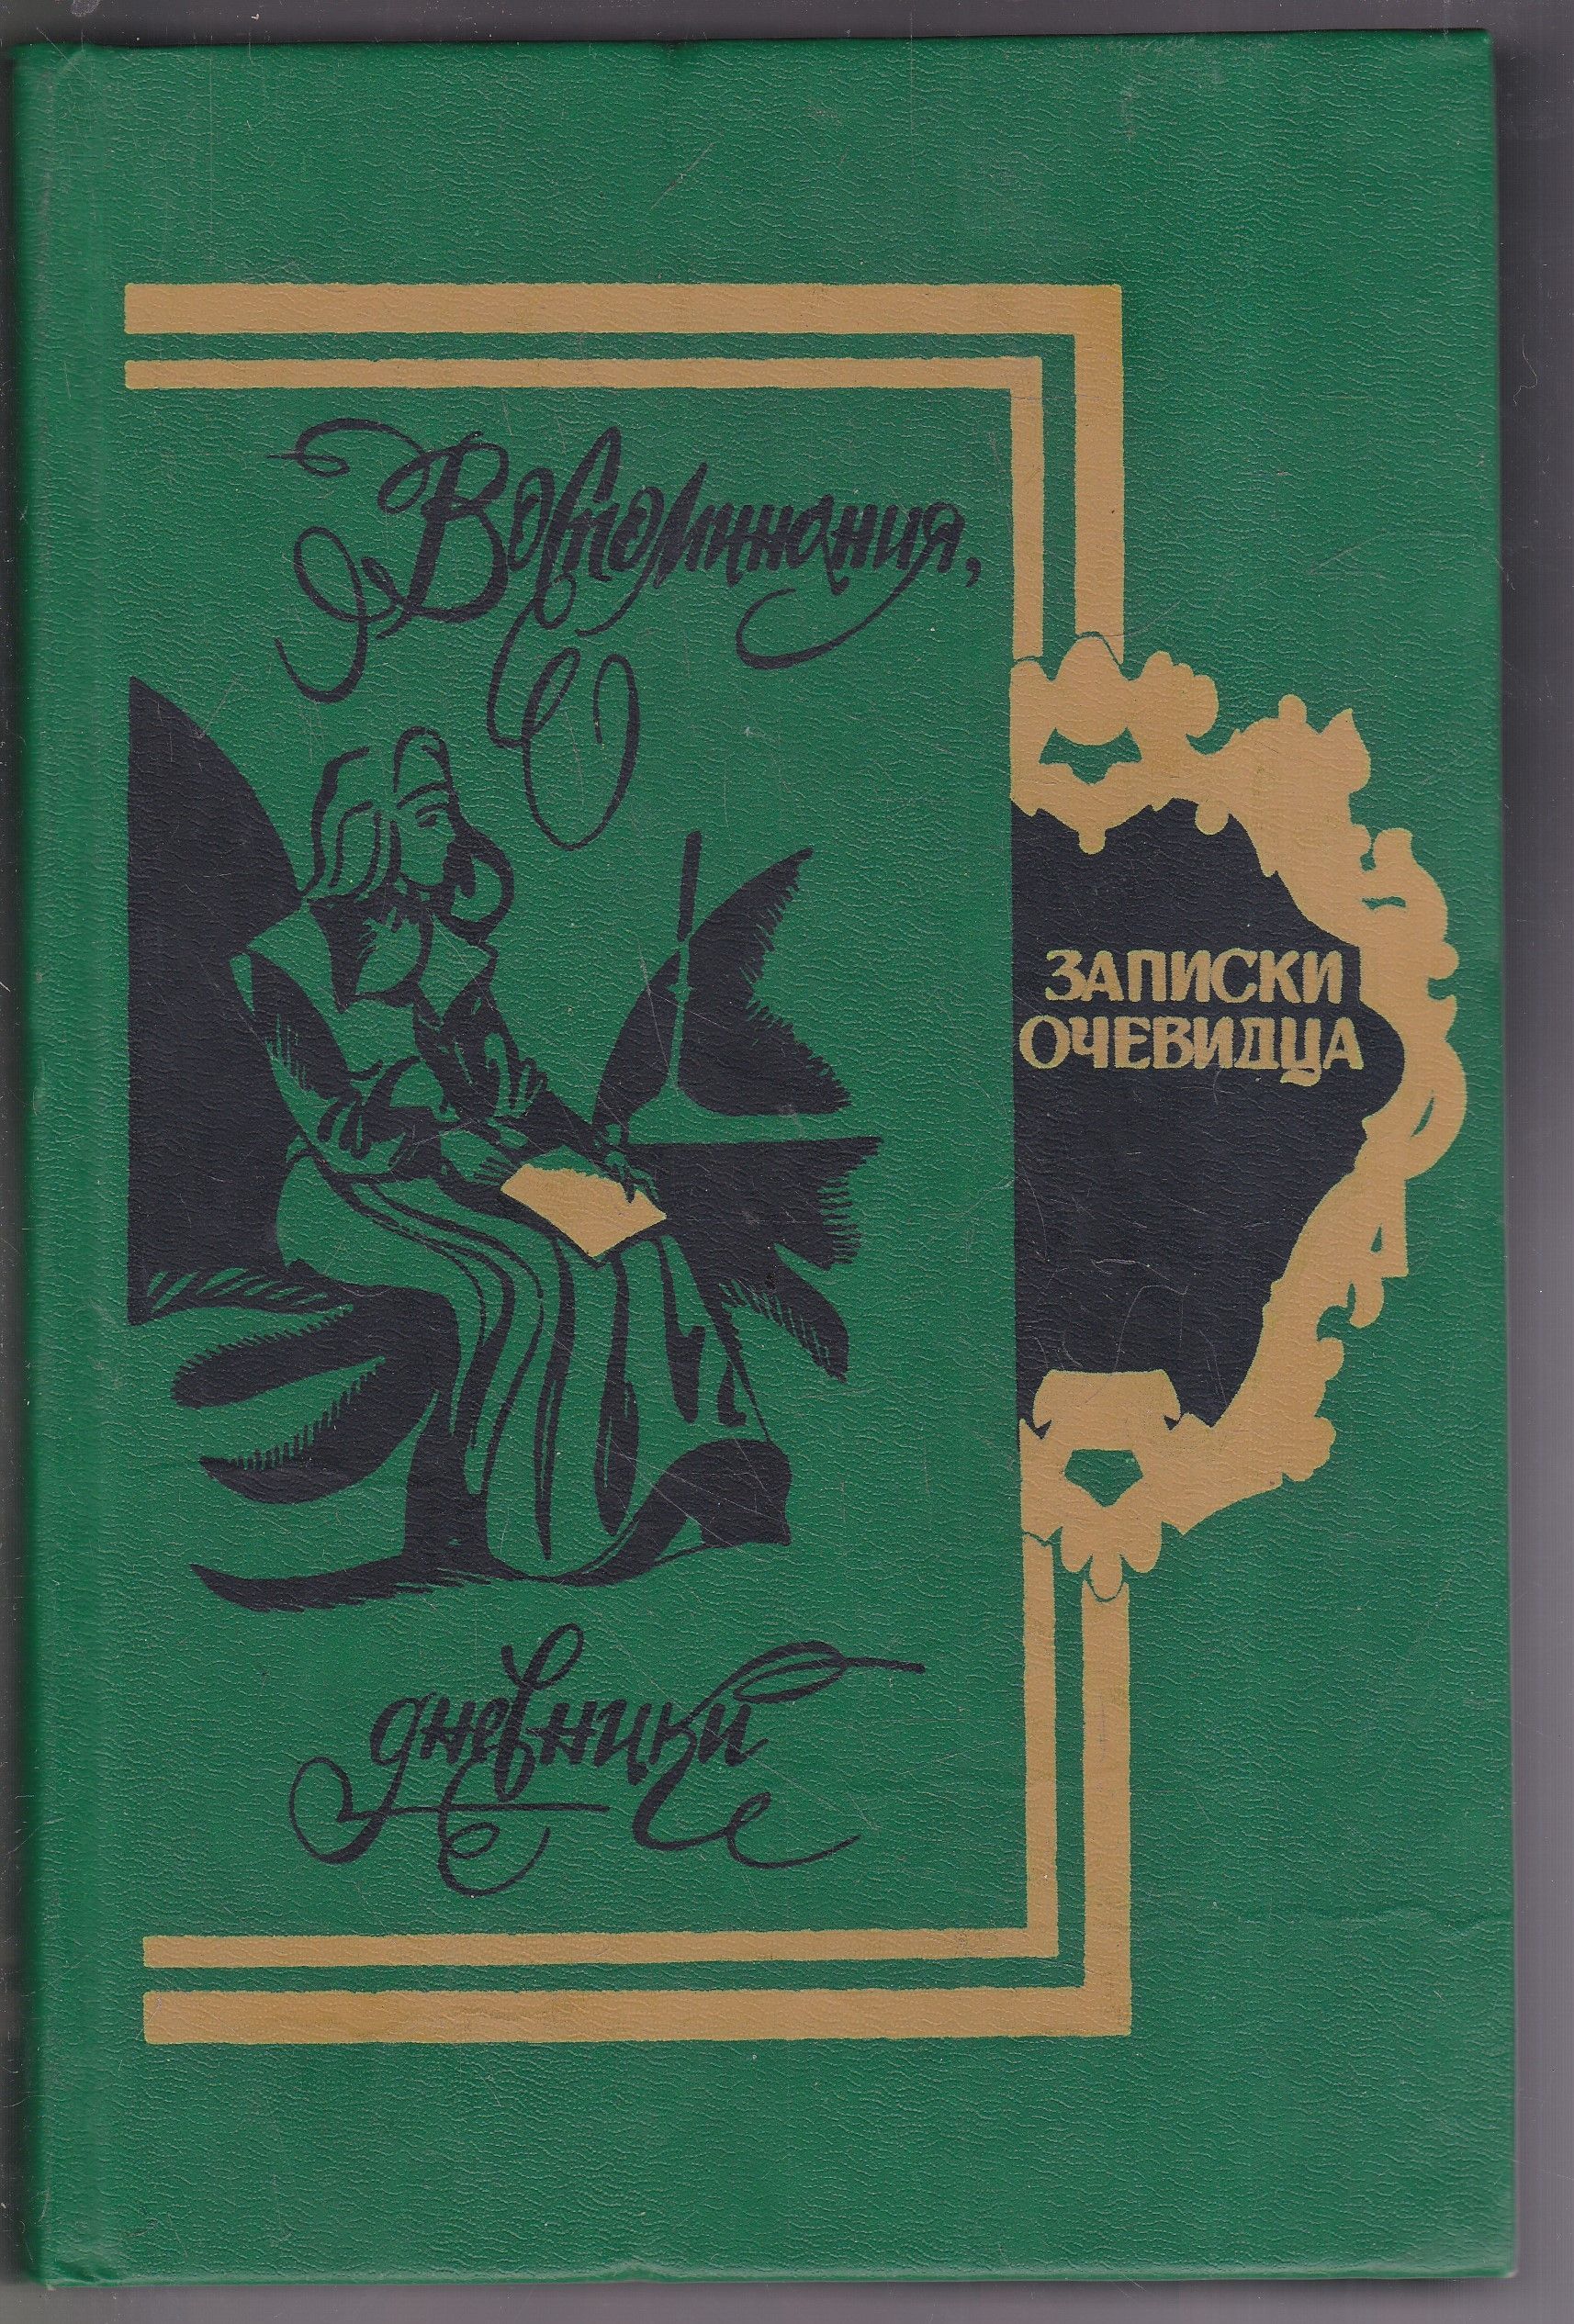 Воспоминания,
ЗАПИСКИ
ОЧЕВИДЦА
дневники